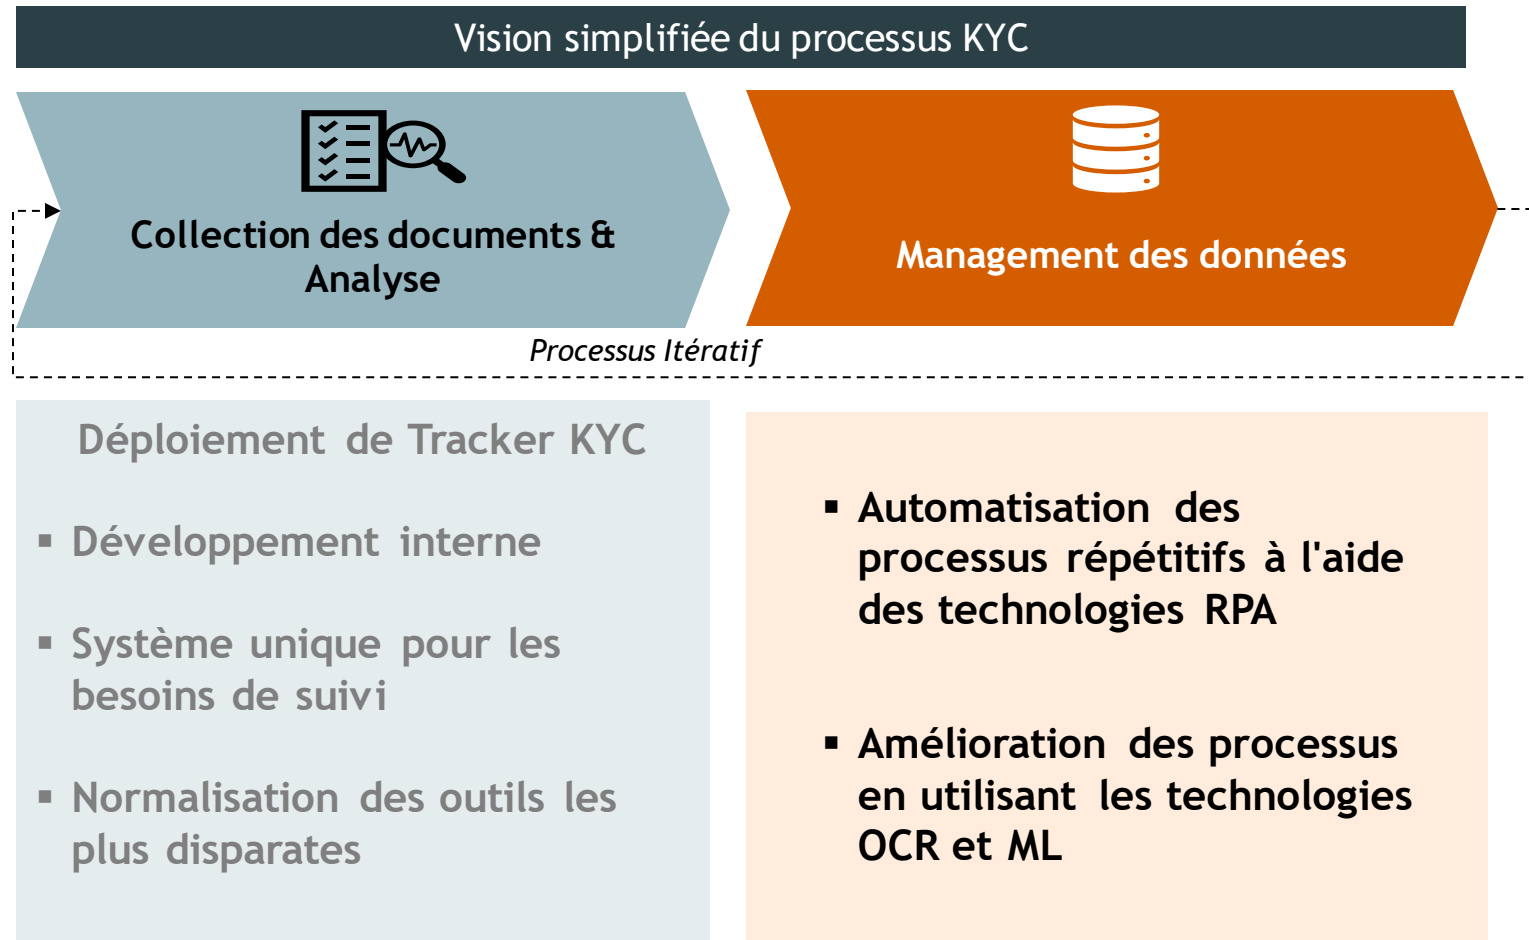 Vision simplifiée du processus KYC
Collection des documents &
Analyse
Management des données
Processus Itératif
Déploiement de Tracker KYC
▪ Développement interne
▪ Système unique pour les
besoins de suivi
▪ Normalisation des outils les
plus disparates
▪ Automatisation des
processus répétitifs à l'aide
des technologies RPA
▪ Amélioration des processus
en utilisant les technologies
OCR et ML